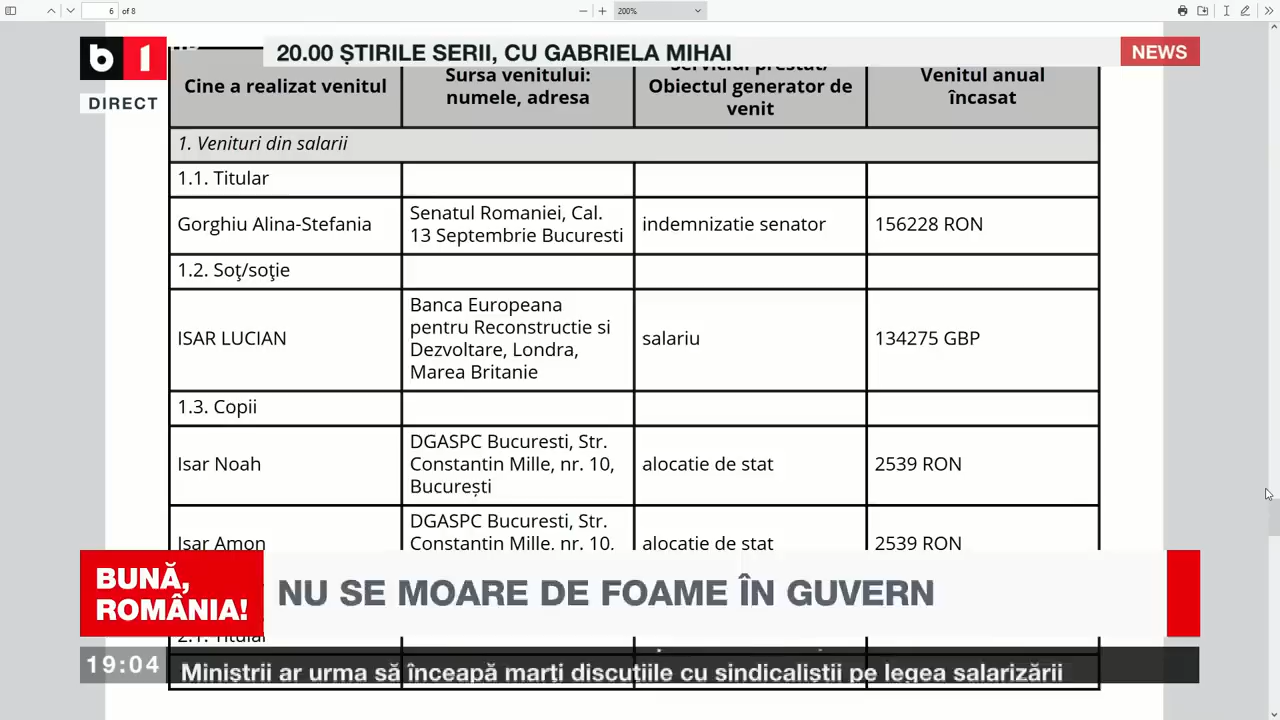 6 of 8
200%
b1
20.00 ȘTIRILE SERII, CU GABRIELA MIHAI
NEWS
DIRECT
Cine a realizat venitul
Sursa venitului:
numele, adresa
Serviciul prestat/
Obiectul generator de
venit
Venitul anual
încasat
1. Venituri din salarii
1.1. Titular
Gorghiu Alina-Stefania
Senatul Romaniei, Cal.
13 Septembrie Bucuresti
indemnizatie senator
156228 RON
1.2. Soţ/soţie
ISAR LUCIAN
Banca Europeana
pentru Reconstructie si
Dezvoltare, Londra,
Marea Britanie
salariu
134275 GBP
1.3. Copii
Isar Noah
DGASPC Bucuresti, Str.
Constantin Mille, nr. 10,
București
alocatie de stat
2539 RON
Isar Amon
DGASPC Bucuresti, Str.
Constantin Mille, nr. 10,
alocatie de stat
2539 RON
BUNĂ,
ROMÂNIA!
NU SE MOARE DE FOAME ÎN GUVERN
2.1. Titular
19:04
Miniștrii ar urma să înceapă marți discuțiile cu sindicaliștii pe legea salarizării